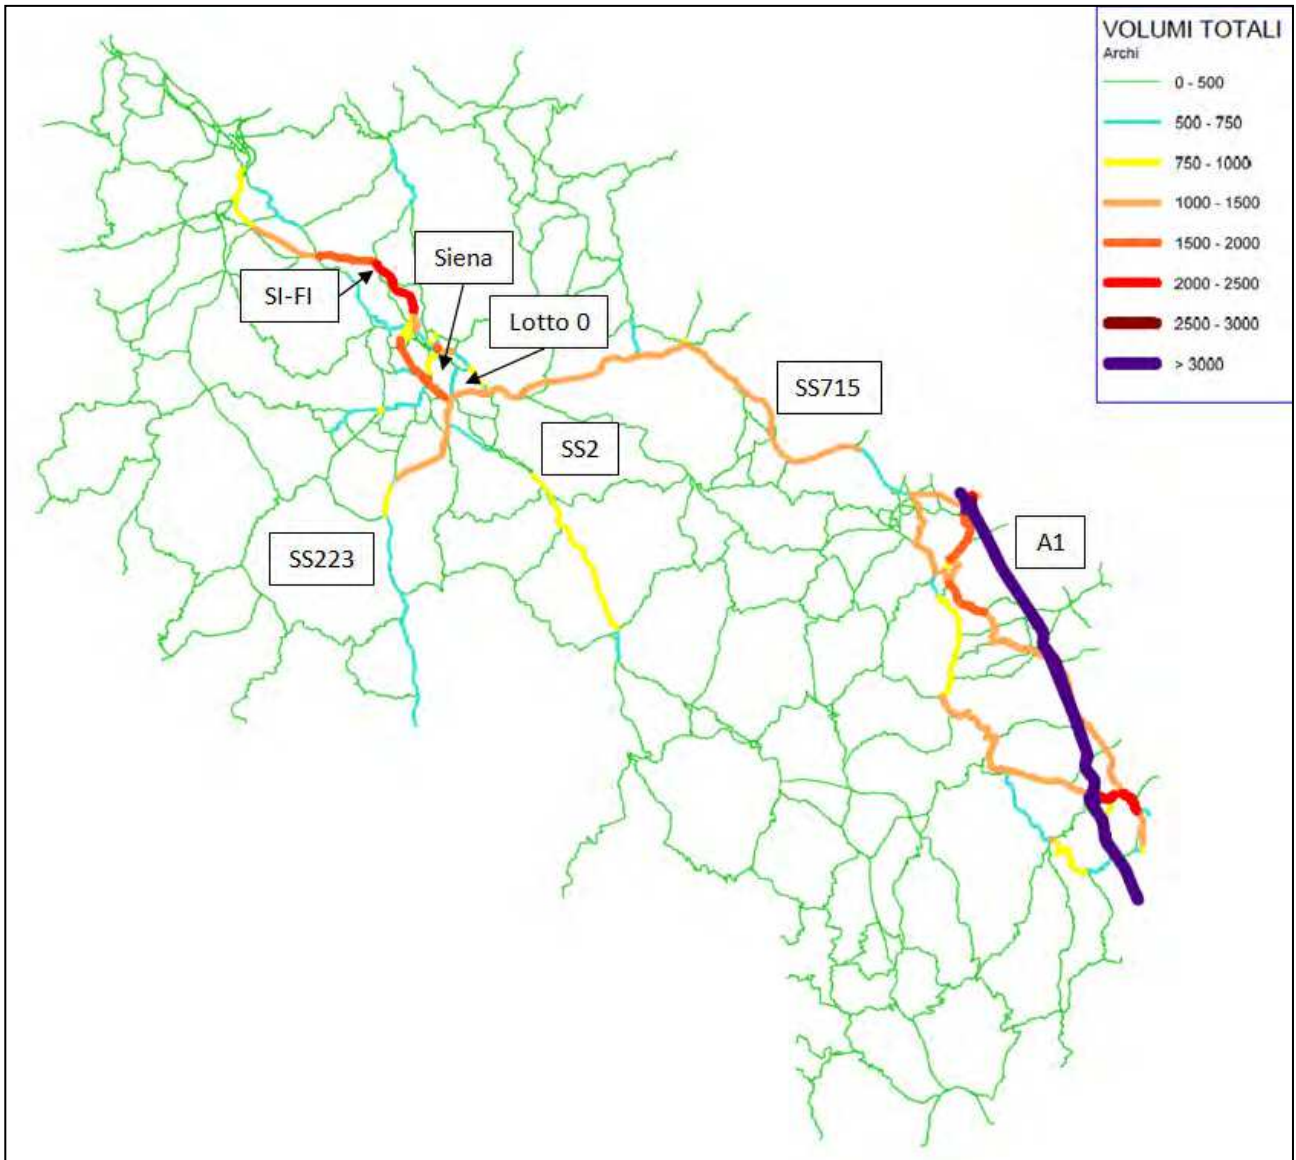 VOLUMI TOTALI
Archi
0 - 500
500 - 750
750 - 1000
1000 - 1500
1500 - 2000
2000 - 2500
2500 - 3000
> 3000
Siena
SI-FI
Lotto 0
SS715
SS2
A1
SS223